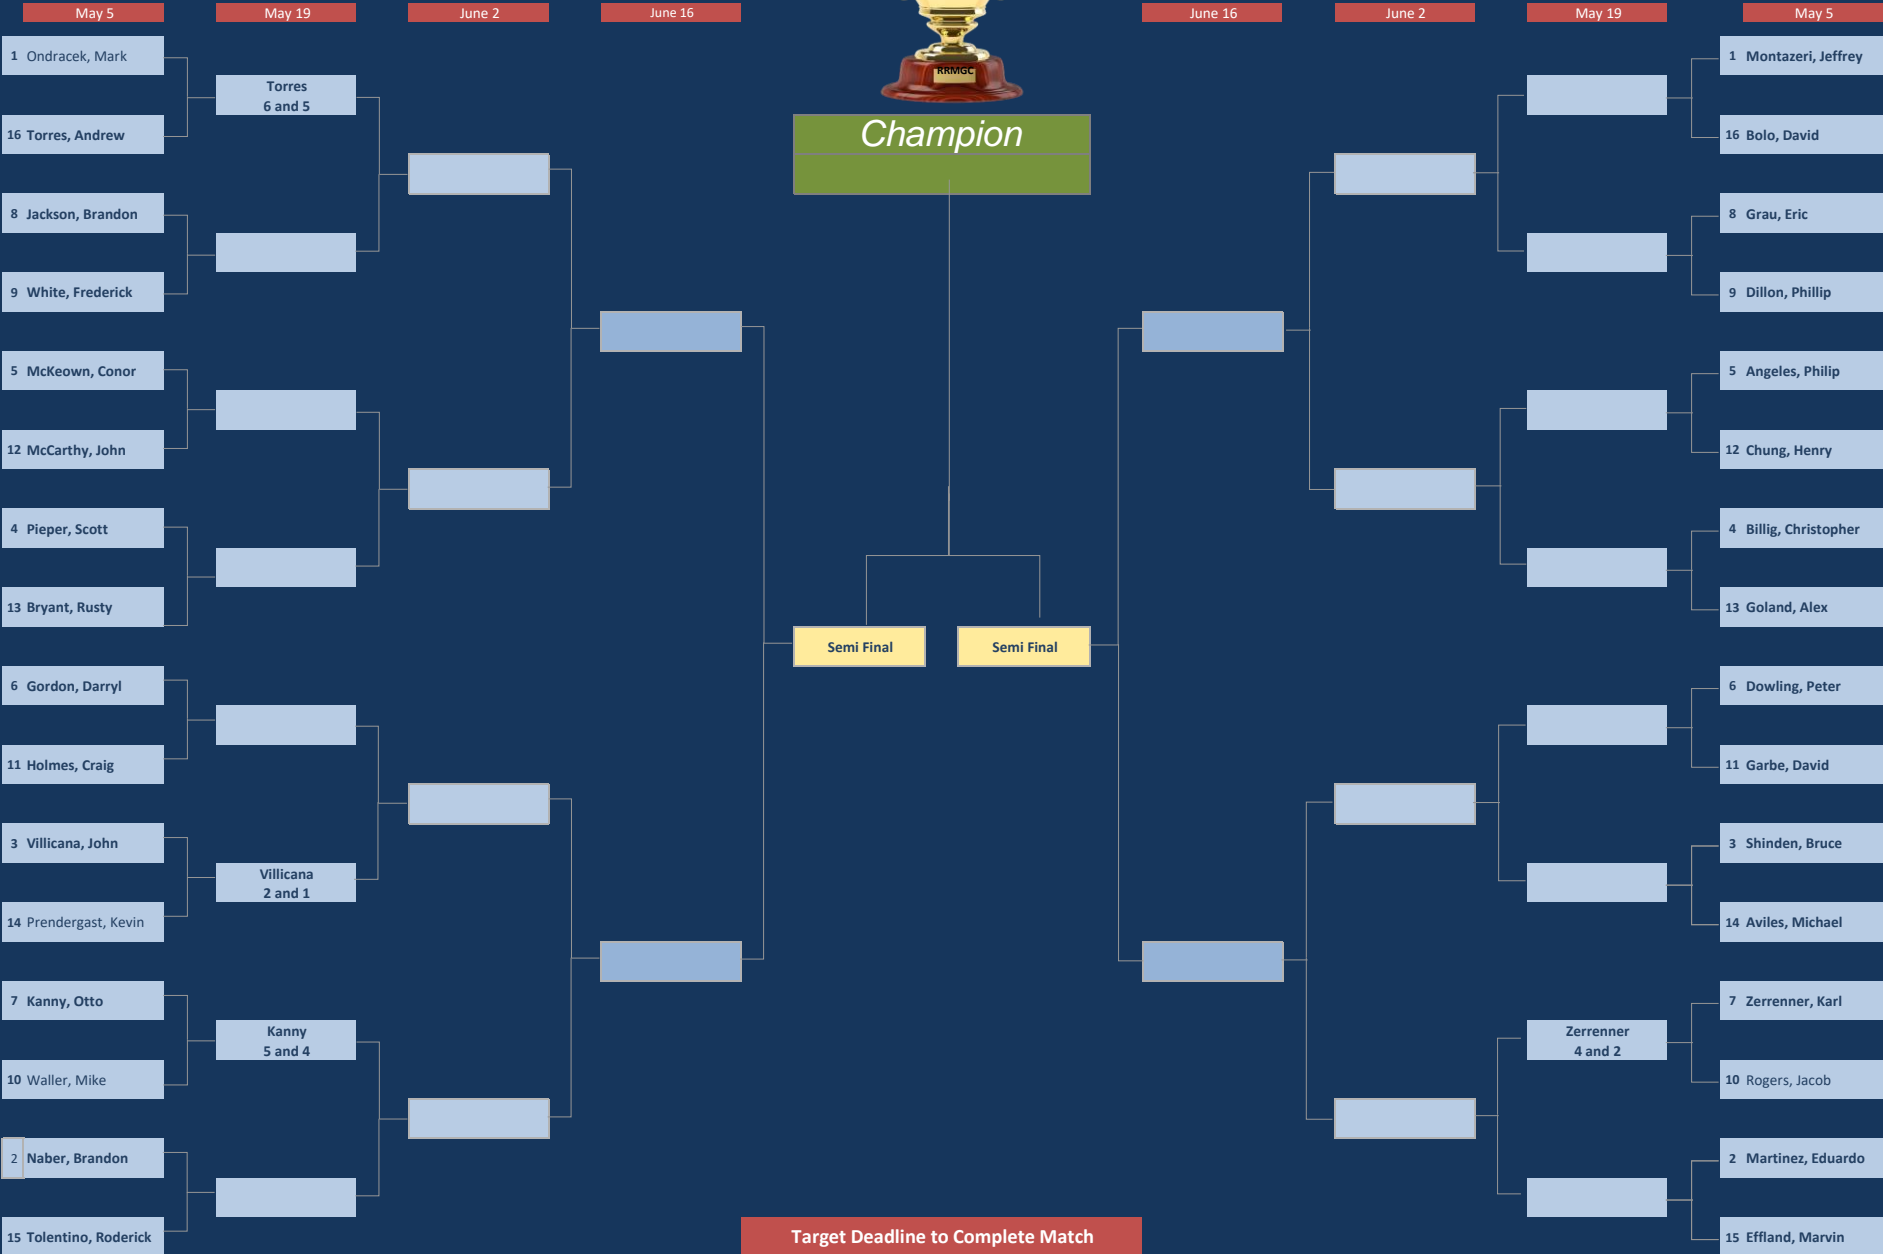 May 5
May 19
June 2
June 16
June 16
June 2
May 19
May 5
RRMGC
Champion
1 Ondracek, Mark
Torres
6 and 5
16 Torres, Andrew
8 Jackson, Brandon
9 White, Frederick
5 McKeown, Conor
12 McCarthy, John
4 Pieper, Scott
13 Bryant, Rusty
6 Gordon, Darryl
11 Holmes, Craig
3 Villicana, John
Villicana
2 and 1
14 Prendergast, Kevin
7 Kanny, Otto
Kanny
5 and 4
10 Waller, Mike
2 Naber, Brandon
15 Tolentino, Roderick
Semi Final
Semi Final
1 Montazeri, Jeffrey
16 Bolo, David
8 Grau, Eric
9 Dillon, Phillip
5 Angeles, Philip
12 Chung, Henry
4 Billig, Christopher
13 Goland, Alex
6 Dowling, Peter
11 Garbe, David
3 Shinden, Bruce
14 Aviles, Michael
7 Zerrenner, Karl
Zerrenner
4 and 2
10 Rogers, Jacob
2 Martinez, Eduardo
15 Effland, Marvin
Target Deadline to Complete Match